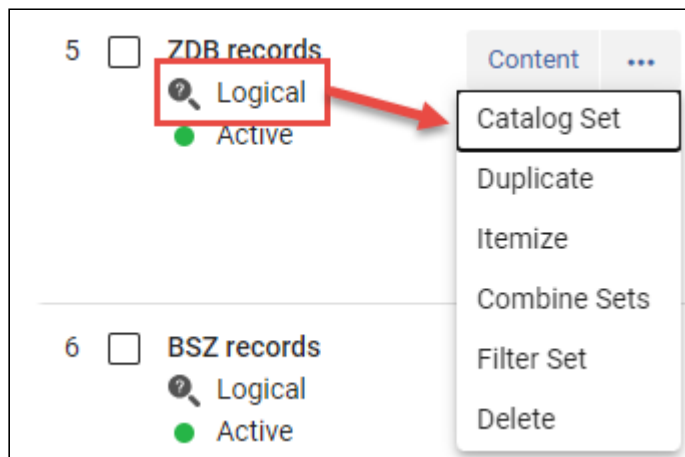 5 ZDB records
Logical
Active
Content ...
Catalog Set
Duplicate
Itemize
Combine Sets
Filter Set
Delete
6 BSZ records
Logical
Active